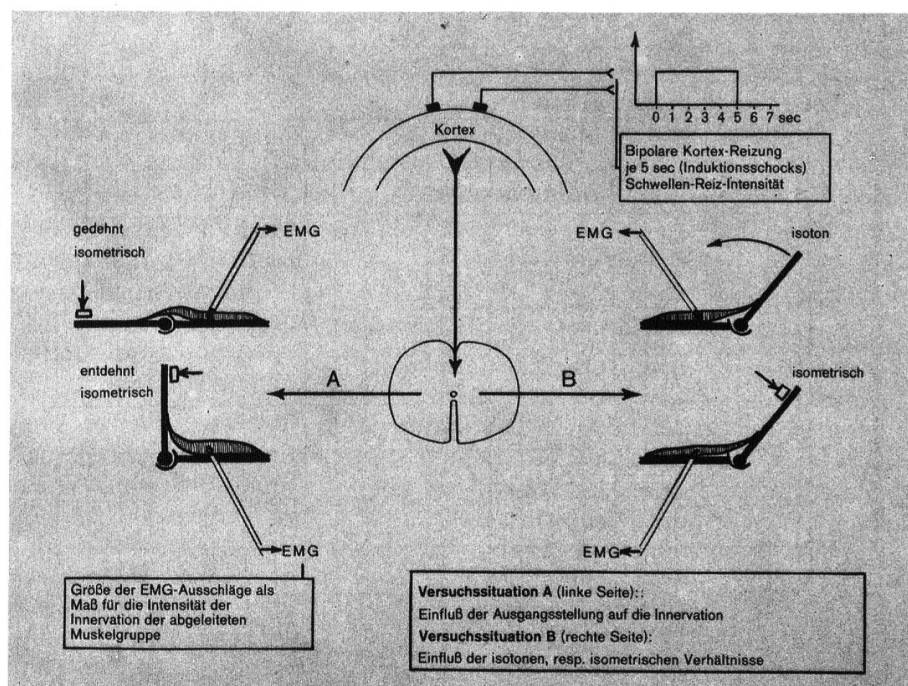 Kortex
0 1 2 3 4 5 6 7 sec
Bipolare Kortex-Reizung
je 5 sec (Induktionsschocks)
Schwellen-Reiz-Intensität
gedehnt
isometrisch
EMG
EMG
isoton
entdehnt
isometrisch
A
B
isometrisch
EMG
EMG
Größe der EMG-Ausschläge als
Maß für die Intensität der
Innervation der abgeleiteten
Muskelgruppe
Versuchssituation A (linke Seite)::
Einfluß der Ausgangsstellung auf die Innervation
Versuchssituation B (rechte Seite):
Einfluß der isotonen, resp. isometrischen Verhältnisse